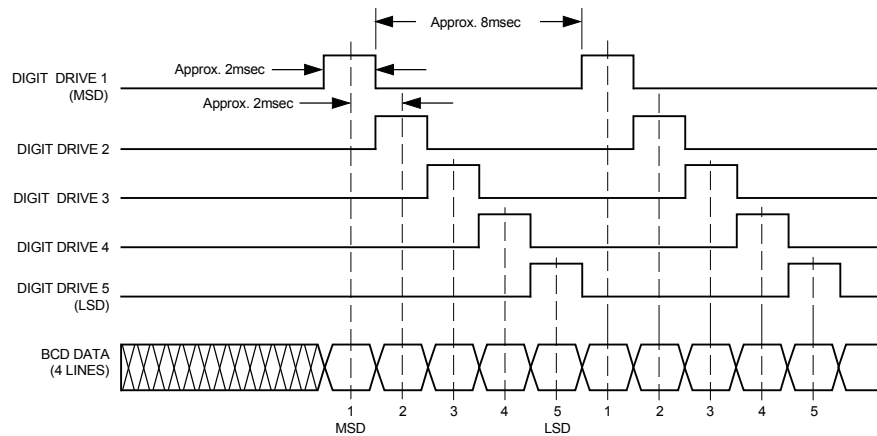 Approx. 8msec
Approx. 2msec
DIGIT DRIVE 1
(MSD)
Approx. 2msec
DIGIT DRIVE 2
DIGIT DRIVE 3
DIGIT DRIVE 4
DIGIT DRIVE 5
(LSD)
BCD DATA
(4 LINES)
1 2 3 4 5 1 2 3 4 5
MSD LSD